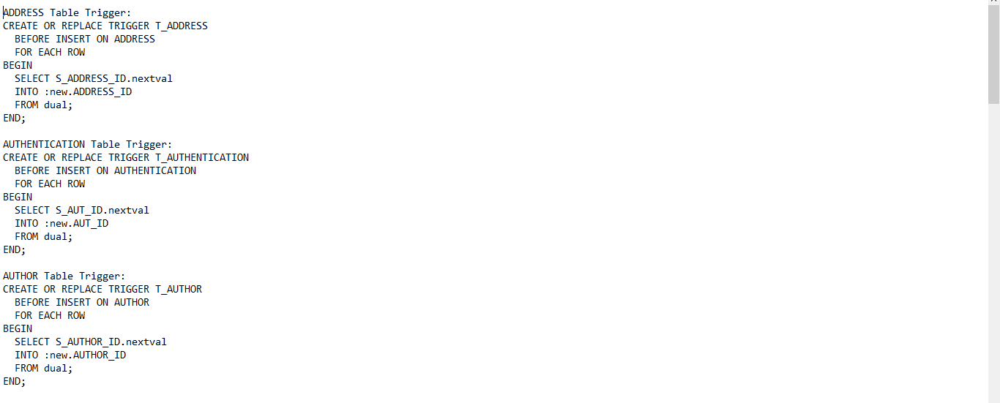 ADDRESS Table Trigger:
CREATE OR REPLACE TRIGGER T_ADDRESS
  BEFORE INSERT ON ADDRESS
  FOR EACH ROW
BEGIN
  SELECT S_ADDRESS_ID.nextval
  INTO :new.ADDRESS_ID
  FROM dual;
END;

AUTHENTICATION Table Trigger:
CREATE OR REPLACE TRIGGER T_AUTHENTICATION
  BEFORE INSERT ON AUTHENTICATION
  FOR EACH ROW
BEGIN
  SELECT S_AUT_ID.nextval
  INTO :new.AUT_ID
  FROM dual;
END;

AUTHOR Table Trigger:
CREATE OR REPLACE TRIGGER T_AUTHOR
  BEFORE INSERT ON AUTHOR
  FOR EACH ROW
BEGIN
  SELECT S_AUTHOR_ID.nextval
  INTO :new.AUTHOR_ID
  FROM dual;
END;